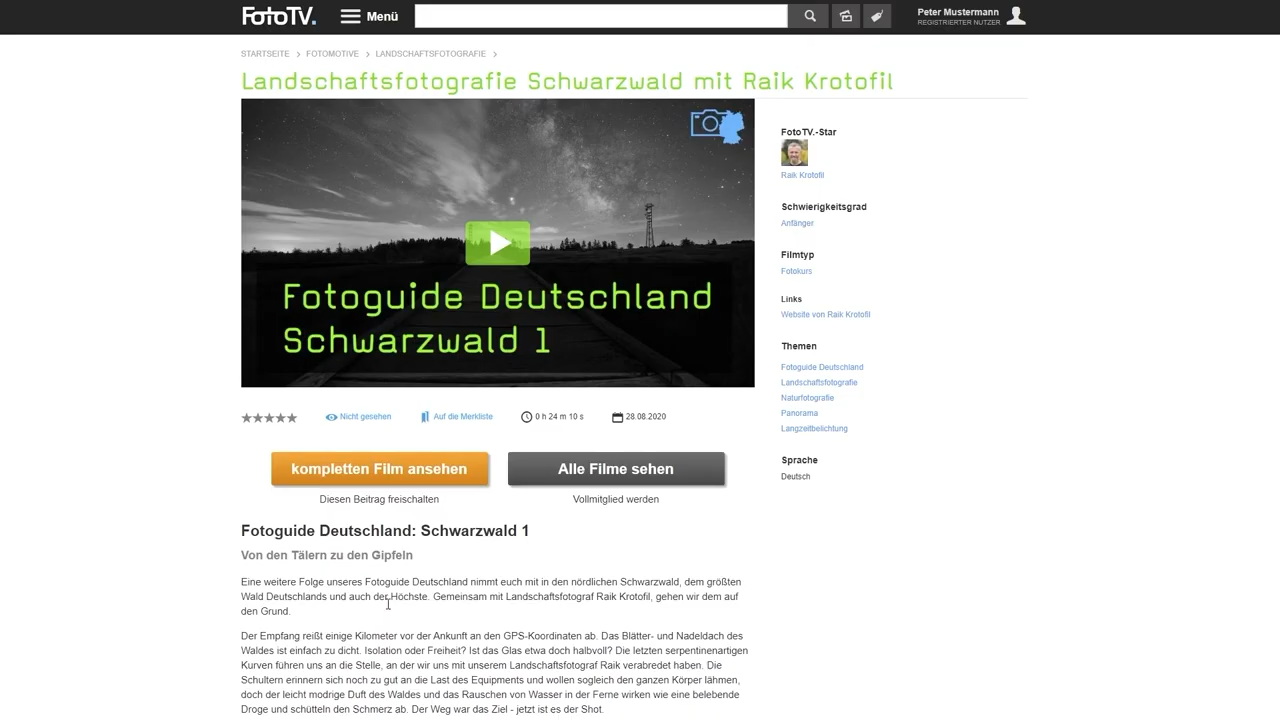 FotoTV.
Menü
Peter Mustermann
REGISTRIERTER NUTZER
STARTSEITE > FOTOMOTIVE > LANDSCHAFTSFOTOGRAFIE >
Landschaftsfotografie Schwarzwald mit Raik Krotofil
Fotoguide Deutschland
Schwarzwald 1
Nicht gesehen
Auf die Merkliste
0 h 24 m 10 s
28.08.2020
kompletten Film ansehen
Alle Filme sehen
Diesen Beitrag freischalten
Vollmitglied werden
Fotoguide Deutschland: Schwarzwald 1
Von den Tälern zu den Gipfeln
Eine weitere Folge unseres Fotoguide Deutschland nimmt euch mit in den nördlichen Schwarzwald, dem größten
Wald Deutschlands und auch der Höchste. Gemeinsam mit Landschaftsfotograf Raik Krotofil, gehen wir dem auf
den Grund.
Der Empfang reißt einige Kilometer vor der Ankunft an den GPS-Koordinaten ab. Das Blätter- und Nadeldach des
Waldes ist einfach zu dicht. Isolation oder Freiheit? Ist das Glas etwa doch halbvoll? Die letzten serpentinenartigen
Kurven führen uns an die Stelle, an der wir uns mit unserem Landschaftsfotograf Raik verabredet haben. Die
Schultern erinnern sich noch zu gut an die Last des Equipments und wollen sogleich den ganzen Körper lähmen,
doch der leicht modrige Duft des Waldes und das Rauschen von Wasser in der Ferne wirken wie eine belebende
Droge und schütteln den Schmerz ab. Der Weg war das Ziel - jetzt ist es der Shot.
FotoTV.-Star
Raik Krotofil
Schwierigkeitsgrad
Anfänger
Filmtyp
Fotokurs
Links
Website von Raik Krotofil
Themen
Fotoguide Deutschland
Landschaftsfotografie
Naturfotografie
Panorama
Langzeitbelichtung
Sprache
Deutsch